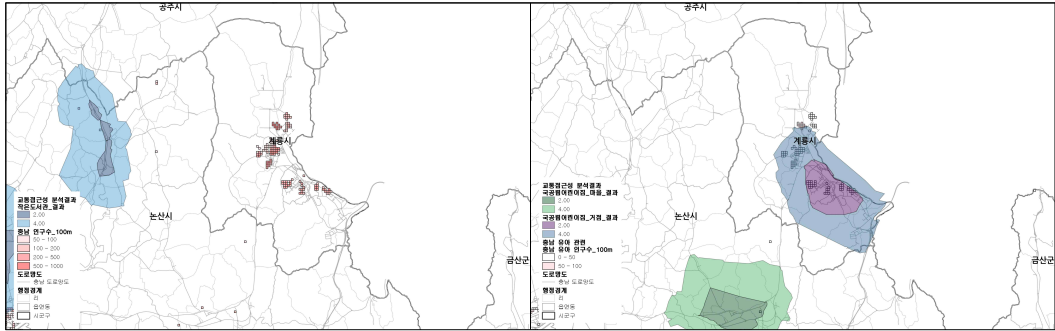 공주시
계룡시
논산시
교통접근성 분석결과
작은도서관_결과
2.00
4.00
충남 인구수_100m
50 - 100
100 - 200
200 - 500
500 - 1000
도로망도
충남 도로망도
행정경계
리
읍면동
시군구
공주시
계룡시
논산시
금산군
교통접근성 분석결과
국공립어린이집_마을_결과
2.00
4.00
국공립어린이집_거점_결과
2.00
4.00
충남 유아 관련
충남 유아 인구수_100m
0 - 50
50 - 100
도로망도
충남 도로망도
행정경계
리
읍면동
시군구